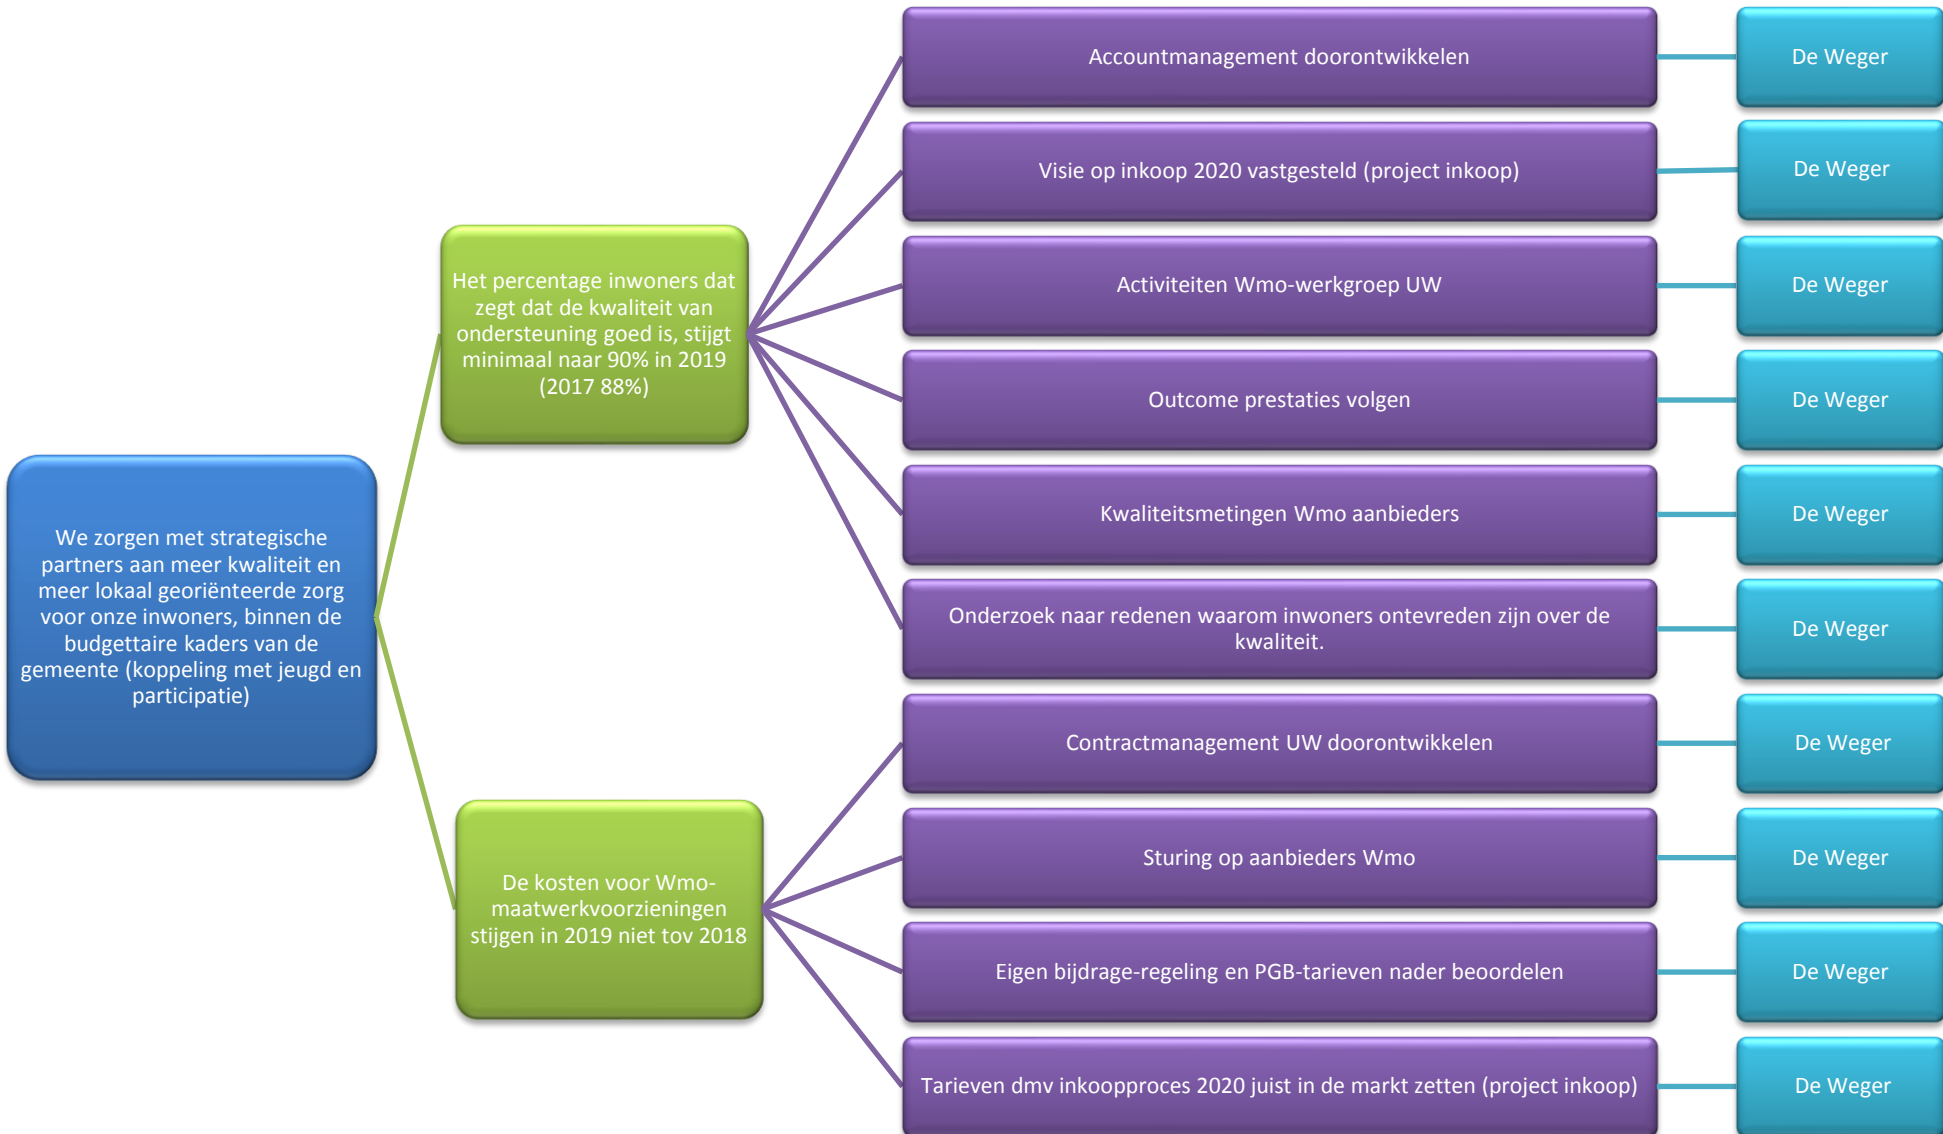 We zorgen met strategische
partners aan meer kwaliteit en
meer lokaal georiënteerde zorg
voor onze inwoners, binnen de
budgettaire kaders van de
gemeente (koppeling met jeugd en
participatie)
Het percentage inwoners dat
zegt dat de kwaliteit van
ondersteuning goed is, stijgt
minimaal naar 90% in 2019
(2017 88%)
Accountmanagement doorontwikkelen
De Weger
Visie op inkoop 2020 vastgesteld (project inkoop)
De Weger
Activiteiten Wmo-werkgroep UW
De Weger
Outcome prestaties volgen
De Weger
Kwaliteitsmetingen Wmo aanbieders
De Weger
Onderzoek naar redenen waarom inwoners ontevreden zijn over de
kwaliteit.
De Weger
De kosten voor Wmo-
maatwerkvoorzieningen
stijgen in 2019 niet tov 2018
Contractmanagement UW doorontwikkelen
De Weger
Sturing op aanbieders Wmo
De Weger
Eigen bijdrage-regeling en PGB-tarieven nader beoordelen
De Weger
Tarieven dmv inkoopproces 2020 juist in de markt zetten (project inkoop)
De Weger